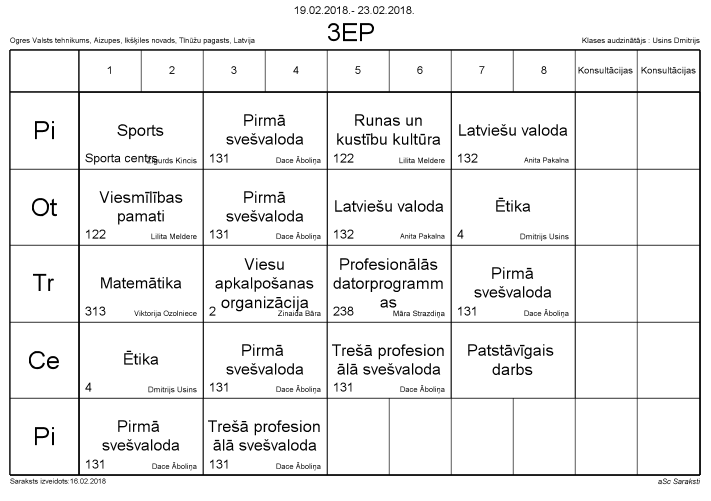 19.02.2018.- 23.02.2018.
3EP
Ogres Valsts tehnikums, Aizupes, Ikšķiles novads, Tīnūžu pagasts, Latvija
Klases audzinātājs : Usins Dmitrijs
1 2 3 4 5 6 7 8 Konsultācijas Konsultācijas
Pi
Sports
Sporta centrs Zigurds Kincis
Pirmā
svešvaloda
131 Dace Āboliņa
Runas un
kustību kultūra
122 Lilita Meldere
Latviešu valoda
132 Anita Pakalna
Ot
Viesmīlības
pamati
122 Lilita Meldere
Pirmā
svešvaloda
131 Dace Āboliņa
Latviešu valoda
132 Anita Pakalna
Ētika
4 Dmitrijs Usins
Tr
Matemātika
313 Viktorija Ozolniece
Viesu
apkalpošanas
organizācija
2 Zinaida Bāra
Profesionālās
datorprogramm
as
238 Māra Strazdiņa
Pirmā
svešvaloda
131 Dace Āboliņa
Ce
Ētika
4 Dmitrijs Usins
Pirmā
svešvaloda
131 Dace Āboliņa
Trešā profesion
ālā svešvaloda
131 Dace Āboliņa
Patstāvīgais
darbs
Pi
Pirmā
svešvaloda
131 Dace Āboliņa
Trešā profesion
ālā svešvaloda
131 Dace Āboliņa
Saraksts izveidots:16.02.2018
aSc Saraksti